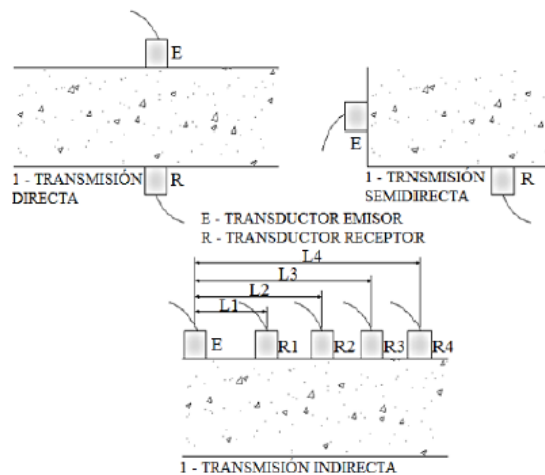 E
E
1 - TRANSMISIÓN
DIRECTA
R
1 - TRNSMISIÓN
SEMIDIRECTA
R
E - TRANSDUCTOR EMISOR
R - TRANSDUCTOR RECEPTOR
L4
L3
L2
L1
E
R1
R2
R3
R4
1 - TRANSMISIÓN INDIRECTA